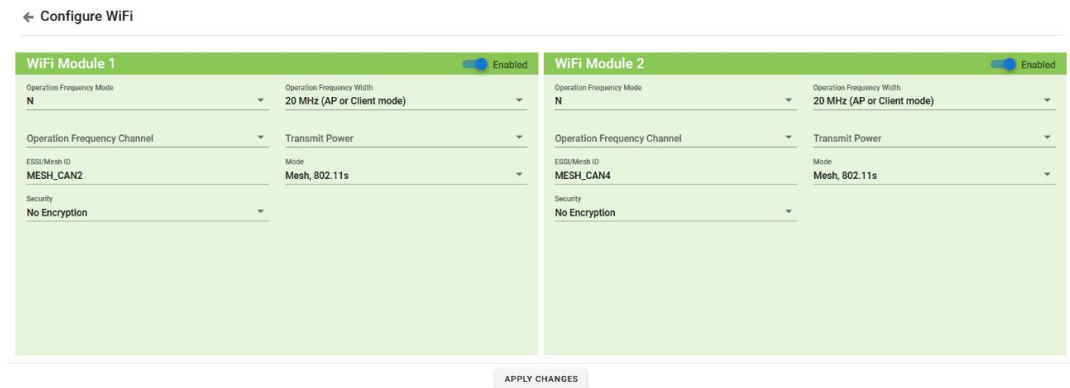 Configure WiFi
WiFi Module 1 Enabled
Operation Frequency Mode Operation Frequency Width
N 20 MHz (AP or Client mode)
Operation Frequency Channel Transmit Power
ESSI/Mesh ID Mode
MESH_CAN2 Mesh, 802.11s
Security
No Encryption
WiFi Module 2 Enabled
Operation Frequency Mode Operation Frequency Width
N 20 MHz (AP or Client mode)
Operation Frequency Channel Transmit Power
ESSI/Mesh ID Mode
MESH_CAN4 Mesh, 802.11s
Security
No Encryption
APPLY CHANGES